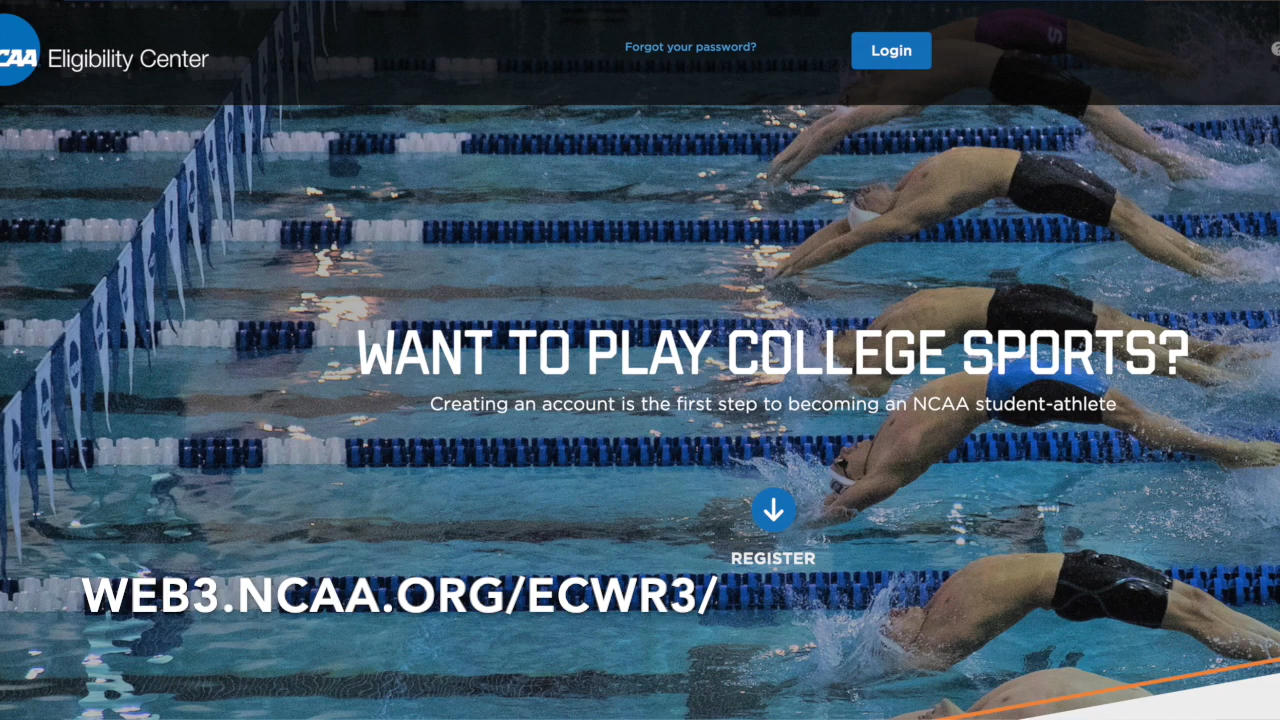 CAA Eligibility Center
Forgot your password?
Login
WANT TO PLAY COLLEGE SPORTS?
Creating an account is the first step to becoming an NCAA student-athlete
REGISTER
WEB3.NCAA.ORG/ECWR3/